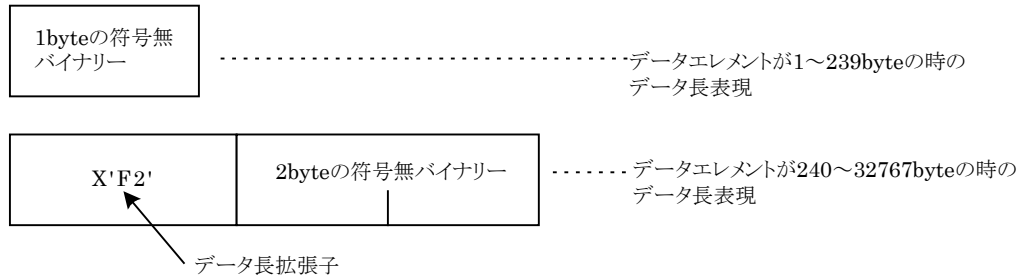 1byteの符号無
バイナリー
データエレメントが1～239byteの時の
データ長表現
X'F2'
2byteの符号無バイナリー
データエレメントが240～32767byteの時の
データ長表現
データ長拡張子